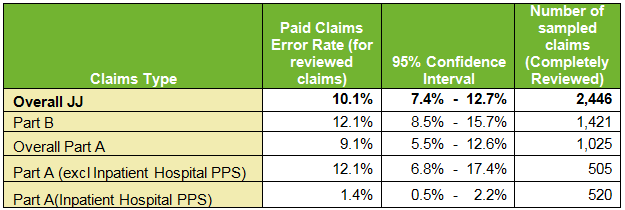 Claims Type Paid Claims Error Rate (for reviewed claims) 95% Confidence Interval Number of sampled claims (Completely Reviewed)
Overall JJ 10.1% 7.4% - 12.7% 2,446
Part B 12.1% 8.5% - 15.7% 1,421
Overall Part A 9.1% 5.5% - 12.6% 1,025
Part A (excl Inpatient Hospital PPS) 12.1% 6.8% - 17.4% 505
Part A(Inpatient Hospital PPS) 1.4% 0.5% - 2.2% 520